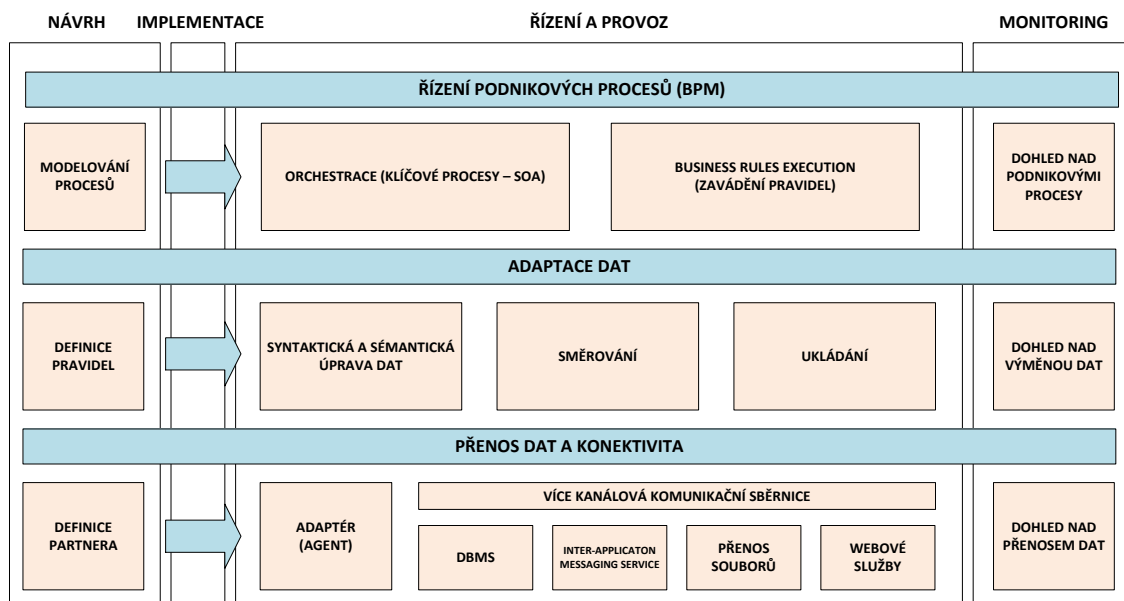 NÁVRH
IMPLEMENTACE
ŘÍZENÍ A PROVOZ
MONITORING
ŘÍZENÍ PODNIKOVÝCH PROCESŮ (BPM)
MODELOVÁNÍ
PROCESŮ
ORCHESTRACE (KLÍČOVÉ PROCESY – SOA)
BUSINESS RULES EXECUTION
(ZAVÁDĚNÍ PRAVIDEL)
DOHLED NAD
PODNIKOVÝMI
PROCESY
ADAPTACE DAT
DEFINICE
PRAVIDEL
SYNTAKTICKÁ A SÉMANTICKÁ
ÚPRAVA DAT
SMĚROVÁNÍ
UKLÁDÁNÍ
DOHLED NAD
VÝMĚNOU DAT
PŘENOS DAT A KONEKTIVITA
DEFINICE
PARTNERA
ADAPTÉR
(AGENT)
VÍCE KANÁLOVÁ KOMUNIKAČNÍ SBĚRNICE
DBMS
INTER-APPLICATON
MESSAGING SERVICE
PŘENOS
SOUBORŮ
WEBOVÉ
SLUŽBY
DOHLED NAD
PŘENOSEM DAT